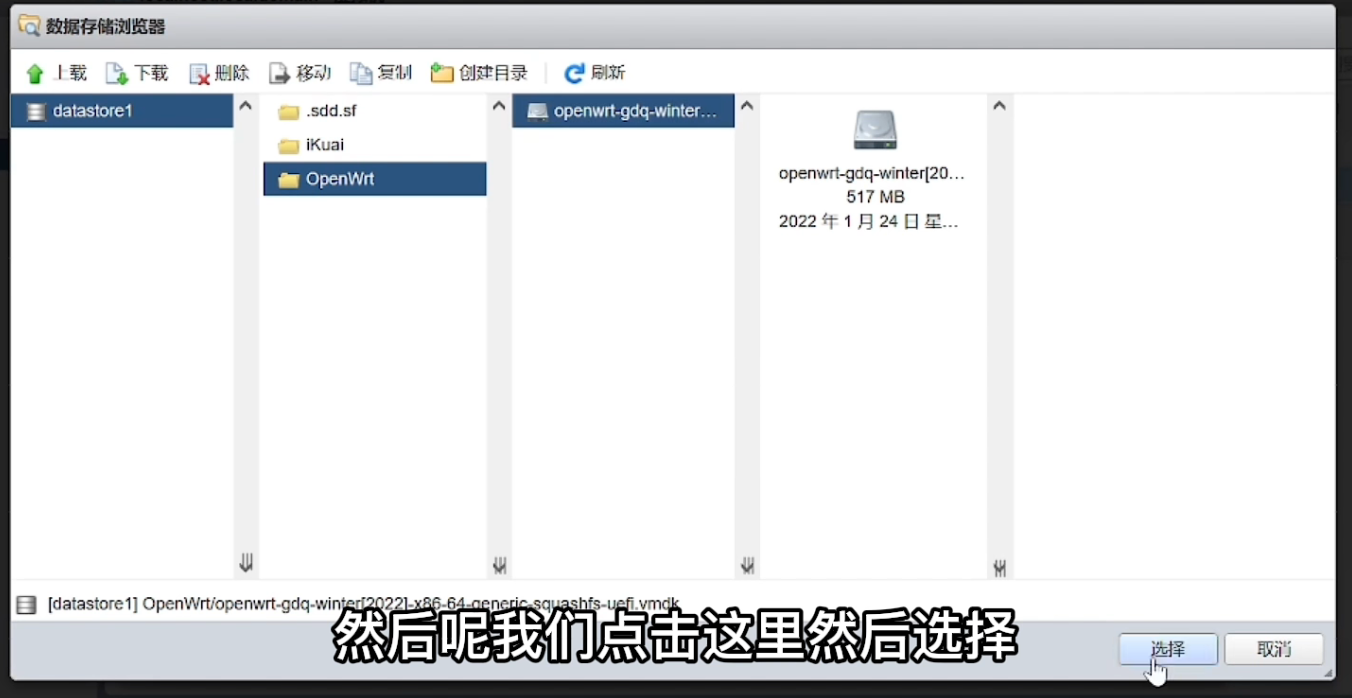 数据存储浏览器
上载 下载 删除 移动 复制 创建目录 刷新
datastore1
.sdd.sf
iKuai
OpenWrt
openwrt-gdq-winter...
openwrt-gdq-winter[20...
517 MB
2022 年 1 月 24 日 星...
[datastore1] OpenWrt/openwrt-gdq-winter[2022]-x86-64-generic-squashfs-uefi.vmdk
然后呢我们点击这里然后选择
选择 取消